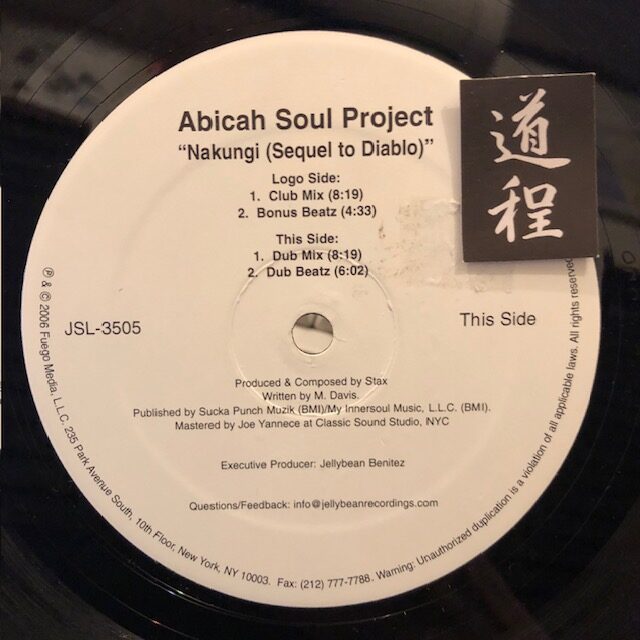 Abicah Soul Project
“Nakungi (Sequel to Diablo)”
Logo Side:
1. Club Mix (8:19)
2. Bonus Beatz (4:33)
This Side:
1. Dub Mix (8:19)
2. Dub Beatz (6:02)
道
程
JSL-3505
This Side
Produced & Composed by Stax
Written by M. Davis.
Published by Sucka Punch Muzik (BMI)/My Innersoul Music, L.L.C. (BMI).
Mastered by Joe Yannece at Classic Sound Studio, NYC
Executive Producer: Jellybean Benitez
Questions/Feedback: info@jellybeanrecordings.com
℗ & © 2006 Fuego Media, L.L.C. 235 Park Avenue South, 10th Floor, New York, NY 10003. Fax: (212) 777-7788. Warning: Unauthorized duplication is a violation of all applicable laws. All rights reserved